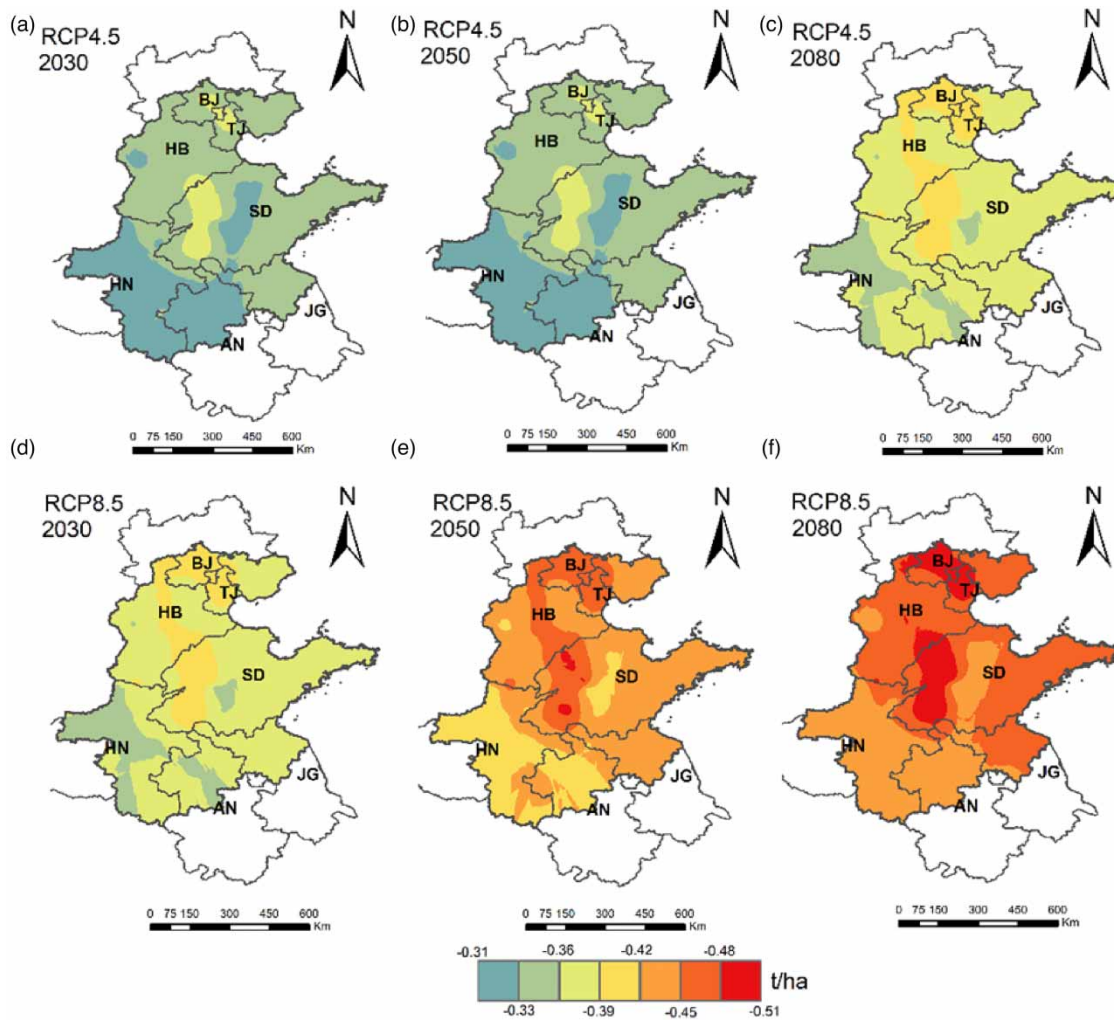 (a) RCP4.5 2030 N
BJ
TJ
HB
SD
HN
JG
AN
0 75 150 300 450 600 Km
(b) RCP4.5 2050 N
BJ
TJ
HB
SD
HN
JG
AN
0 75 150 300 450 600 Km
(c) RCP4.5 2080 N
BJ
TJ
HB
SD
HN
JG
AN
0 75 150 300 450 600 Km
(d) RCP8.5 2030 N
BJ
TJ
HB
SD
HN
JG
AN
0 75 150 300 450 600 Km
(e) RCP8.5 2050 N
BJ
TJ
HB
SD
HN
JG
AN
0 75 150 300 450 600 Km
(f) RCP8.5 2080 N
BJ
TJ
HB
SD
HN
JG
AN
0 75 150 300 450 600 Km
-0.31 -0.36 -0.42 -0.48
t/ha
-0.33 -0.39 -0.45 -0.51